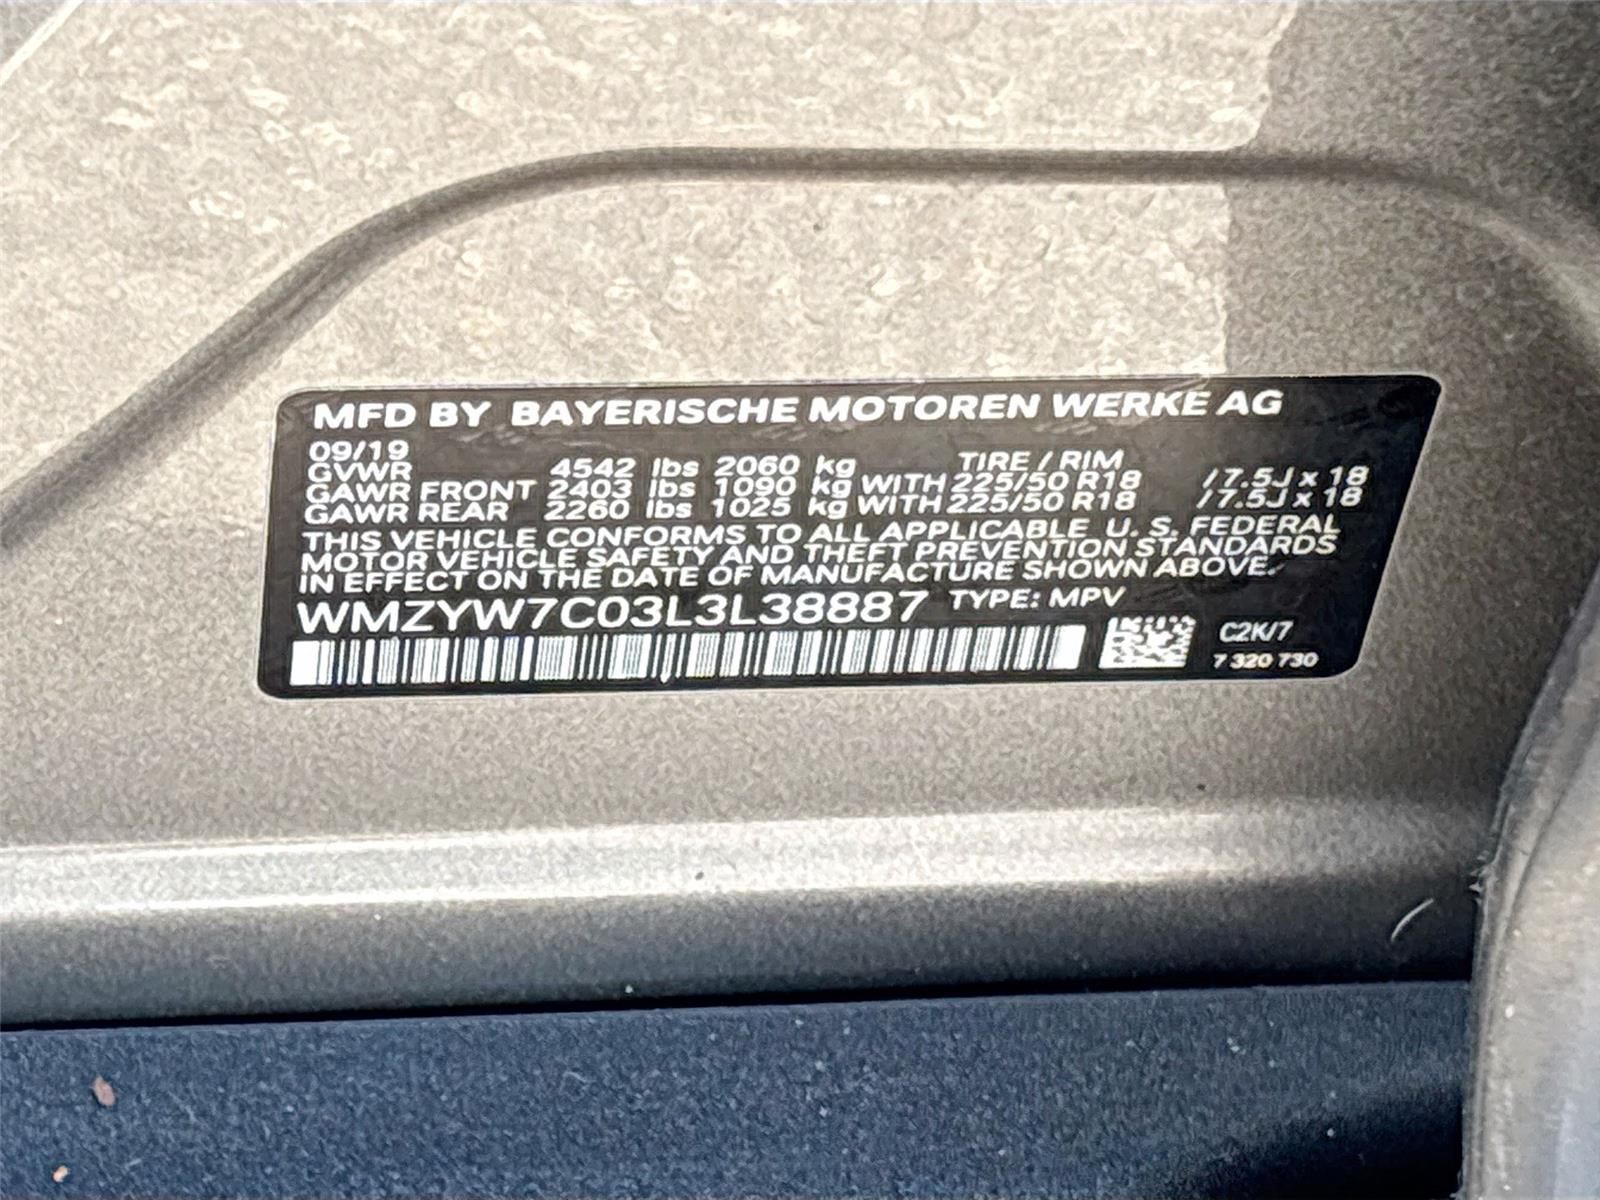 MFD BY BAYERISCHE MOTOREN WERKE AG
09/19
GVWR 4542 lbs 2060 kg TIRE / RIM
GAWR FRONT 2403 lbs 1090 kg WITH 225/50 R18 / 7.5J x 18
GAWR REAR 2260 lbs 1025 kg WITH 225/50 R18 / 7.5J x 18
THIS VEHICLE CONFORMS TO ALL APPLICABLE U. S. FEDERAL
MOTOR VEHICLE SAFETY AND THEFT PREVENTION STANDARDS
IN EFFECT ON THE DATE OF MANUFACTURE SHOWN ABOVE.
WMZYW7C03L3L38887 TYPE: MPV
C2K/7
7 320 730